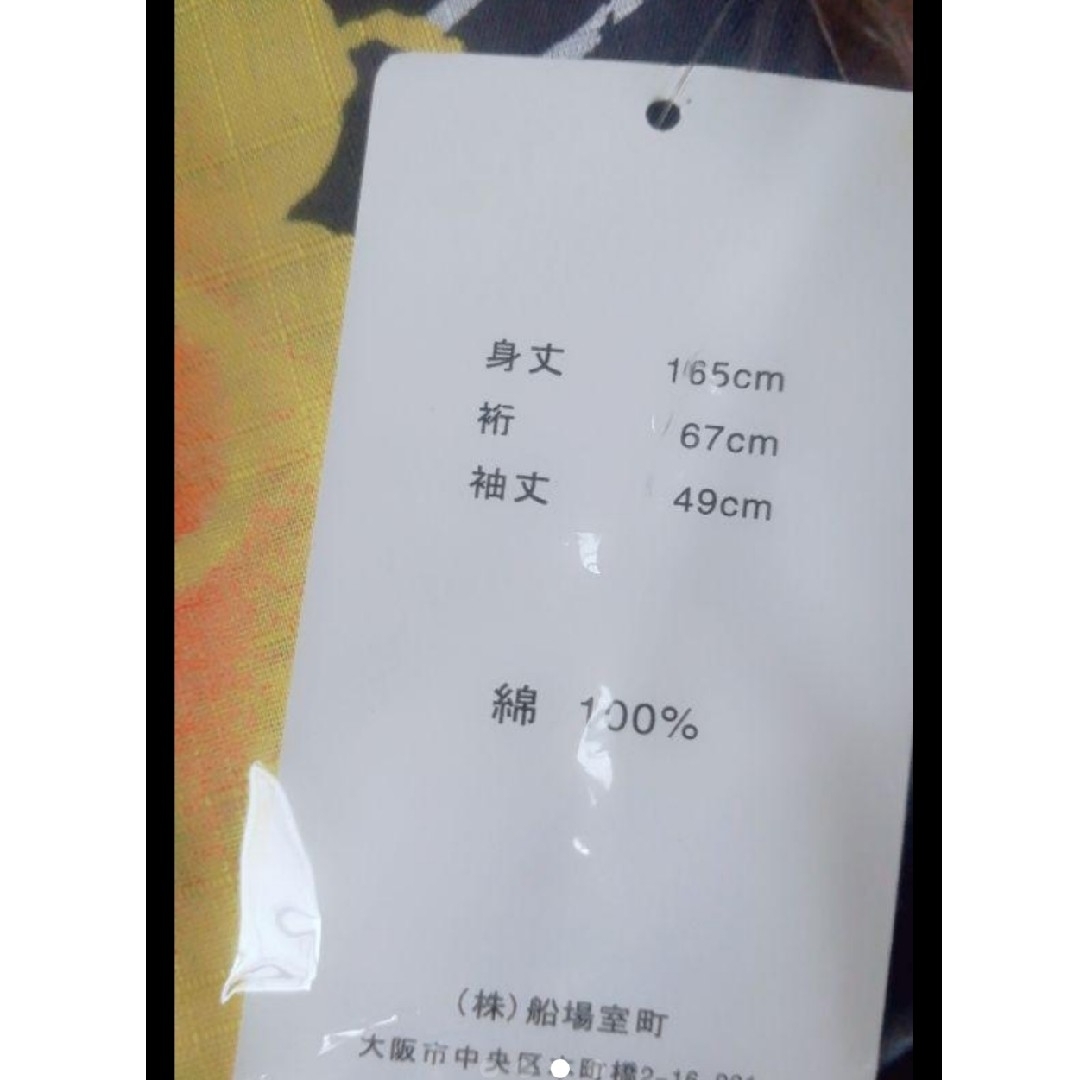 身丈 165cm
裄 67cm
袖丈 49cm
綿 100%
(株)船場室町
大阪市中央区